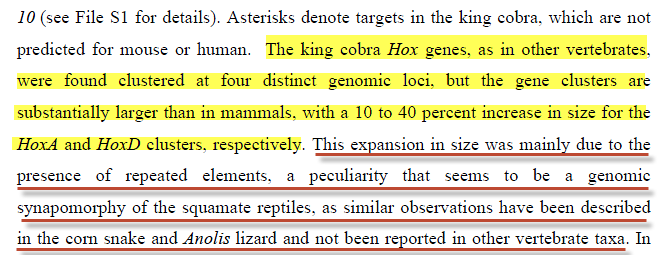 10 (see File S1 for details). Asterisks denote targets in the king cobra, which are not
predicted for mouse or human. The king cobra Hox genes, as in other vertebrates,
were found clustered at four distinct genomic loci, but the gene clusters are
substantially larger than in mammals, with a 10 to 40 percent increase in size for the
HoxA and HoxD clusters, respectively. This expansion in size was mainly due to the
presence of repeated elements, a peculiarity that seems to be a genomic
synapomorphy of the squamate reptiles, as similar observations have been described
in the corn snake and Anolis lizard and not been reported in other vertebrate taxa. In